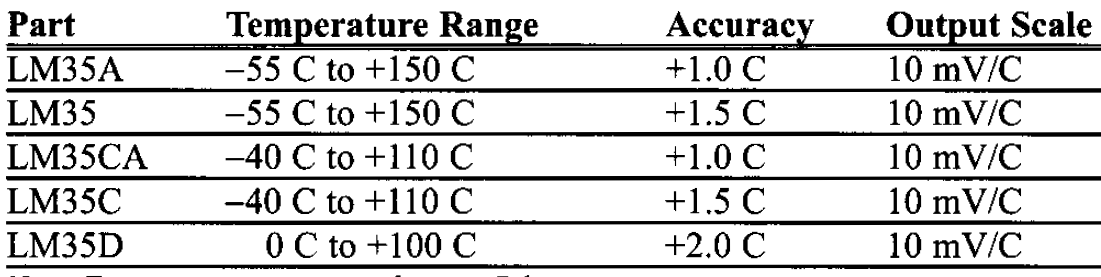 Part Temperature Range Accuracy Output Scale
LM35A –55 C to +150 C +1.0 C 10 mV/C
LM35 –55 C to +150 C +1.5 C 10 mV/C
LM35CA –40 C to +110 C +1.0 C 10 mV/C
LM35C –40 C to +110 C +1.5 C 10 mV/C
LM35D 0 C to +100 C +2.0 C 10 mV/C